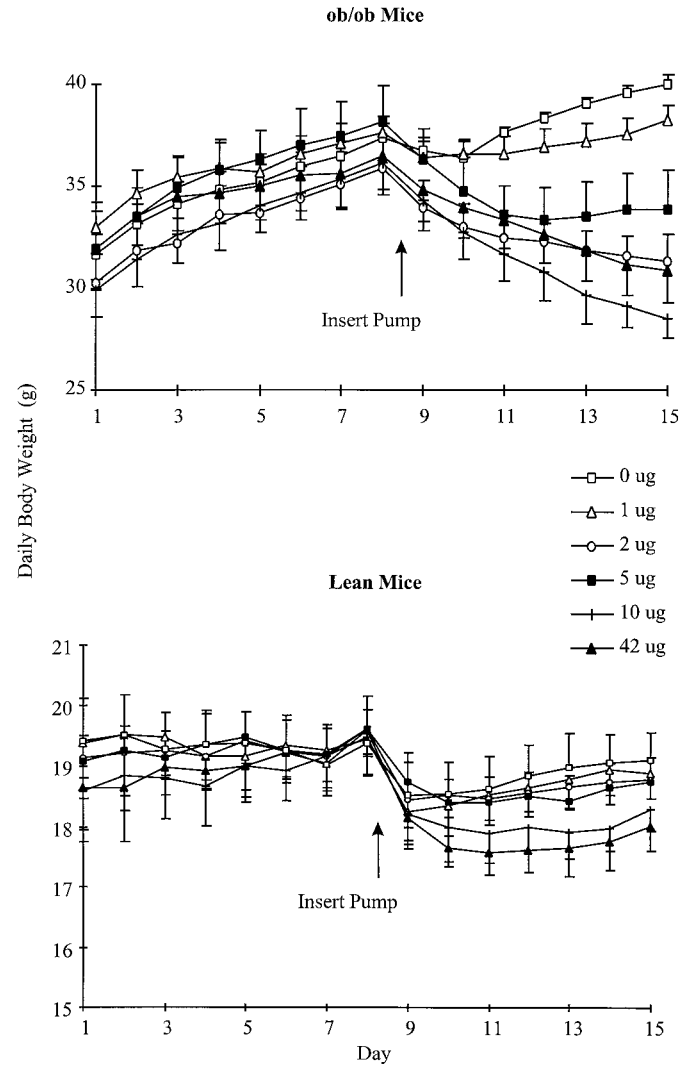 ob/ob Mice
40
35
30
25
Insert Pump
1 3 5 7 9 11 13 15
Daily Body Weight (g)
0 ug
1 ug
2 ug
5 ug
10 ug
42 ug
Lean Mice
21
20
19
18
17
16
15
Insert Pump
1 3 5 7 9 11 13 15
Day